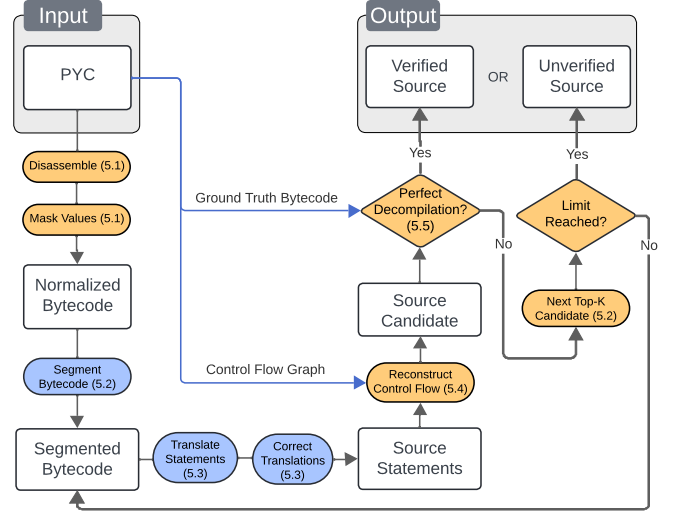 Input
PYC
Disassemble (5.1)
Mask Values (5.1)
Normalized
Bytecode
Segment
Bytecode (5.2)
Segmented
Bytecode
Translate
Statements
(5.3)
Correct
Translations
(5.3)
Source
Statements
Reconstruct
Control Flow (5.4)
Control Flow Graph
Source
Candidate
Ground Truth Bytecode
Perfect
Decompilation?
(5.5)
Yes
No
Output
Verified
Source
OR
Unverified
Source
Yes
Limit
Reached?
No
Next Top-K
Candidate (5.2)